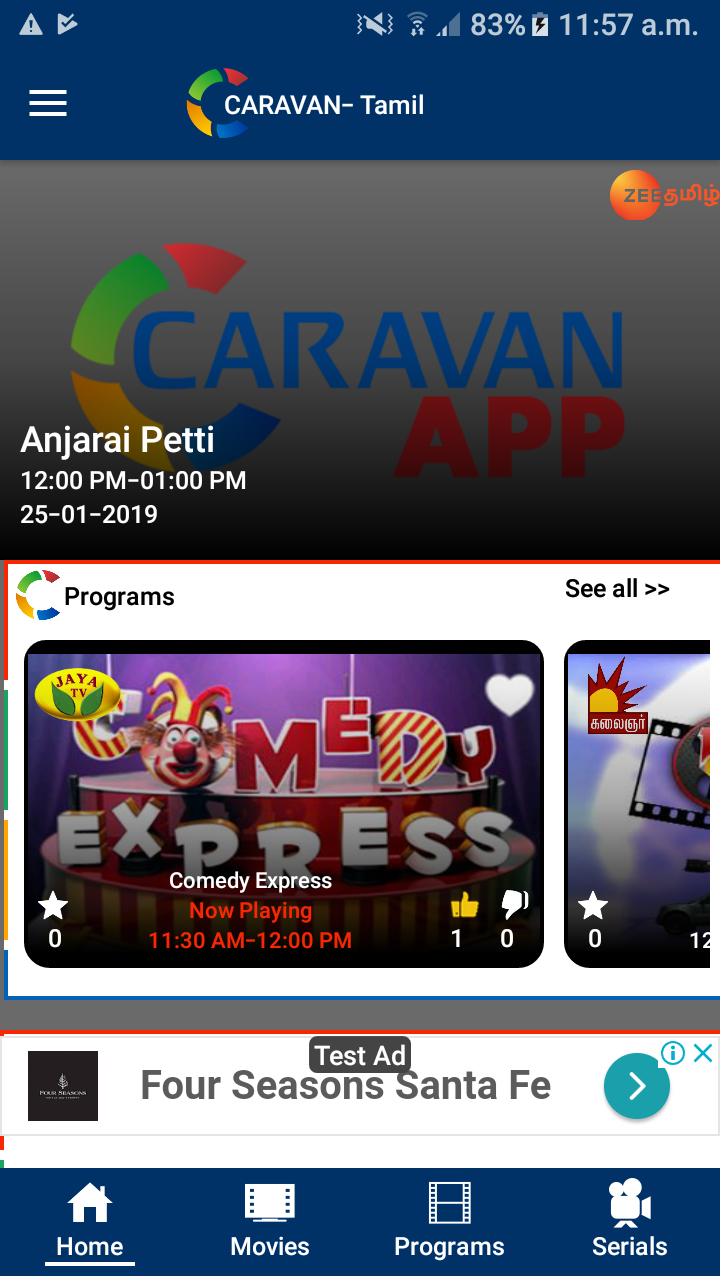 83% 11:57 a.m.
CARAVAN- Tamil
ZEEதமிழ்
CARAVAN
APP
Anjarai Petti
12:00 PM-01:00 PM
25-01-2019
Programs
See all >>
JAYA
TV
COMEDY
EXPRESS
கலைஞர்
Comedy Express
Now Playing
11:30 AM-12:00 PM
0
1
0
0
12
Test Ad
FOUR SEASONS
Four Seasons Santa Fe
Home
Movies
Programs
Serials